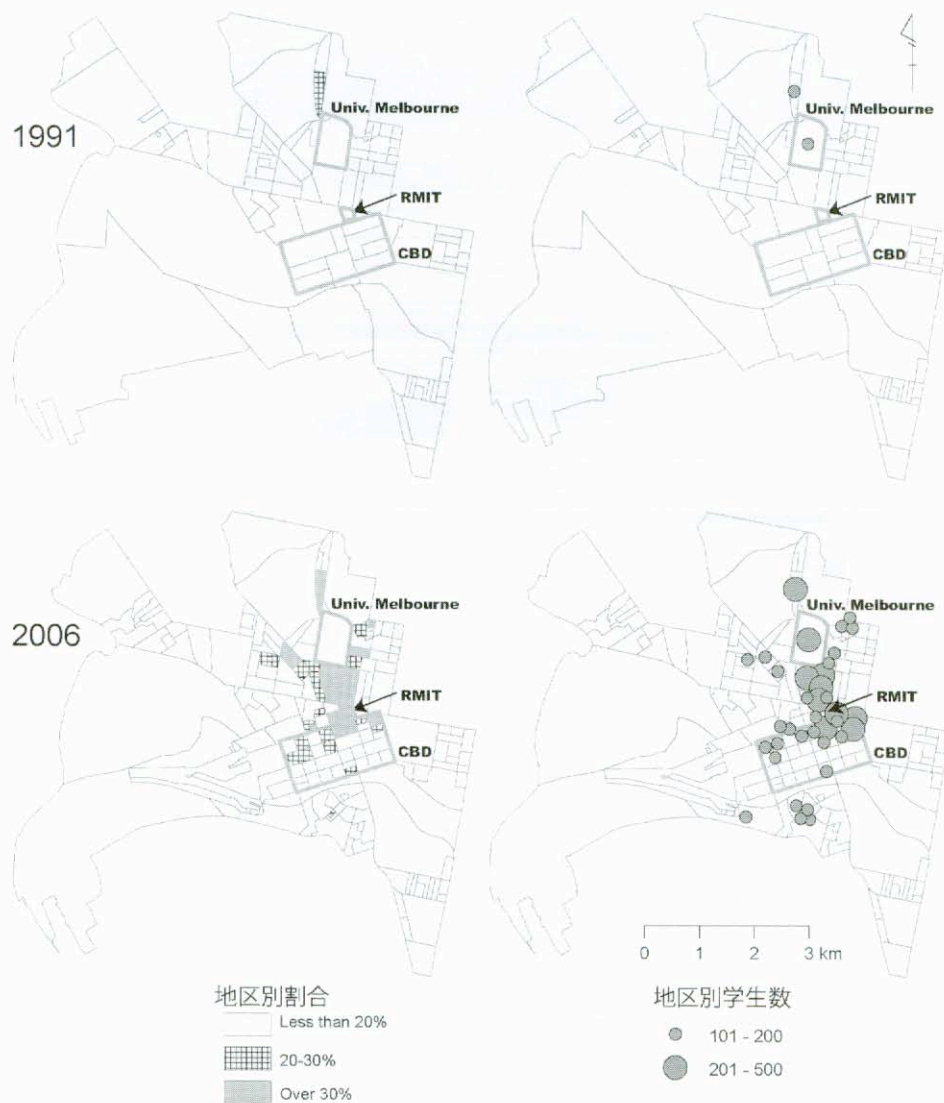 1991
Univ. Melbourne
RMIT
CBD
Univ. Melbourne
RMIT
CBD
2006
Univ. Melbourne
RMIT
CBD
Univ. Melbourne
RMIT
CBD
0 1 2 3 km
地区別割合
Less than 20%
20-30%
Over 30%
地区別学生数
101 - 200
201 - 500